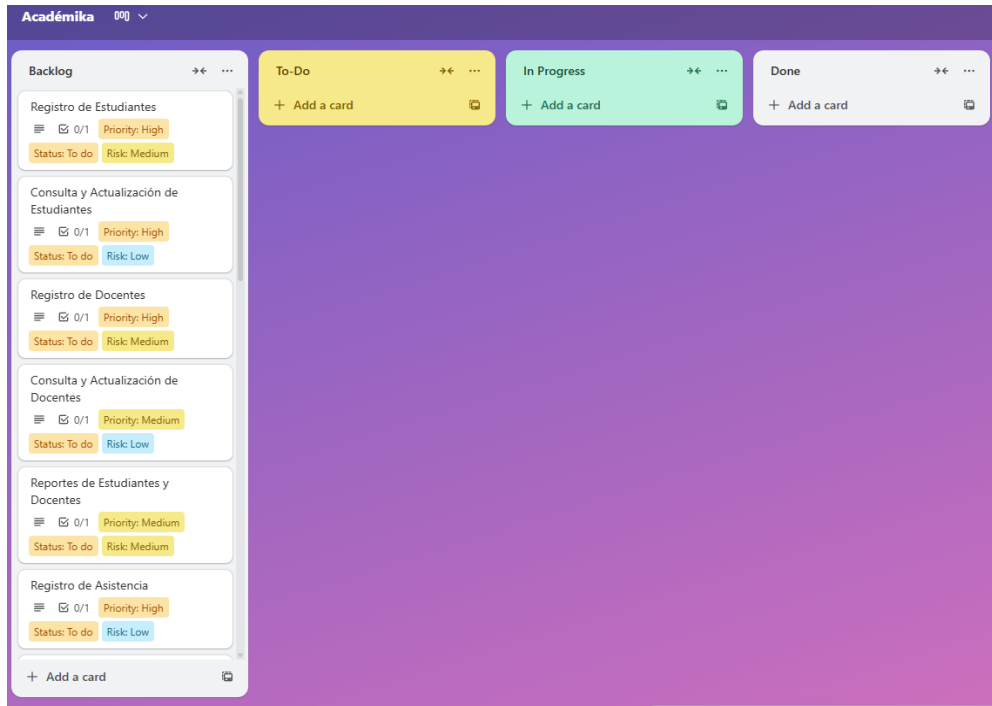 Académika
Backlog
Registro de Estudiantes
0/1 Priority: High
Status: To do Risk: Medium
Consulta y Actualización de
Estudiantes
0/1 Priority: High
Status: To do Risk: Low
Registro de Docentes
0/1 Priority: High
Status: To do Risk: Medium
Consulta y Actualización de
Docentes
0/1 Priority: Medium
Status: To do Risk: Low
Reportes de Estudiantes y
Docentes
0/1 Priority: Medium
Status: To do Risk: Medium
Registro de Asistencia
0/1 Priority: High
Status: To do Risk: Low
+ Add a card
To-Do
+ Add a card
In Progress
+ Add a card
Done
+ Add a card